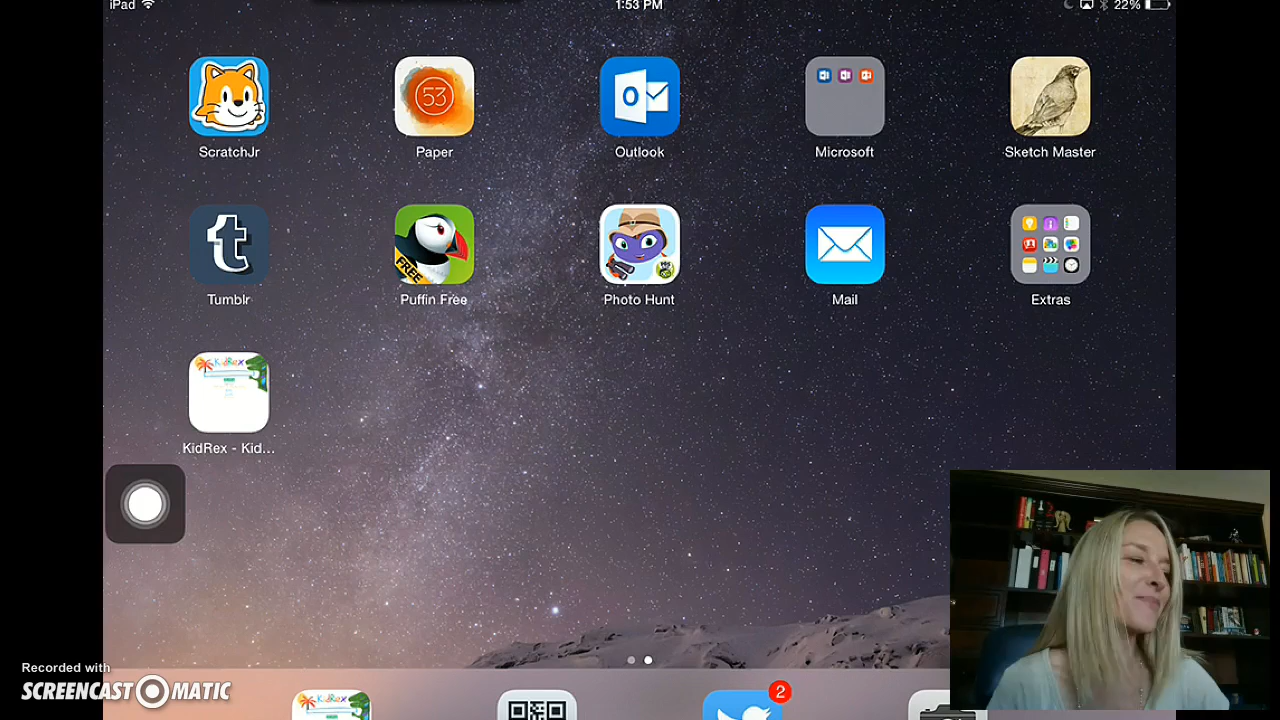 iPad 1:53 PM 22%
53
ScratchJr Paper Outlook Microsoft Sketch Master
FREE
Tumblr Puffin Free Photo Hunt Mail Extras
KidRex
KidRex - Kid...
Recorded with
SCREENCAST MATIC
2